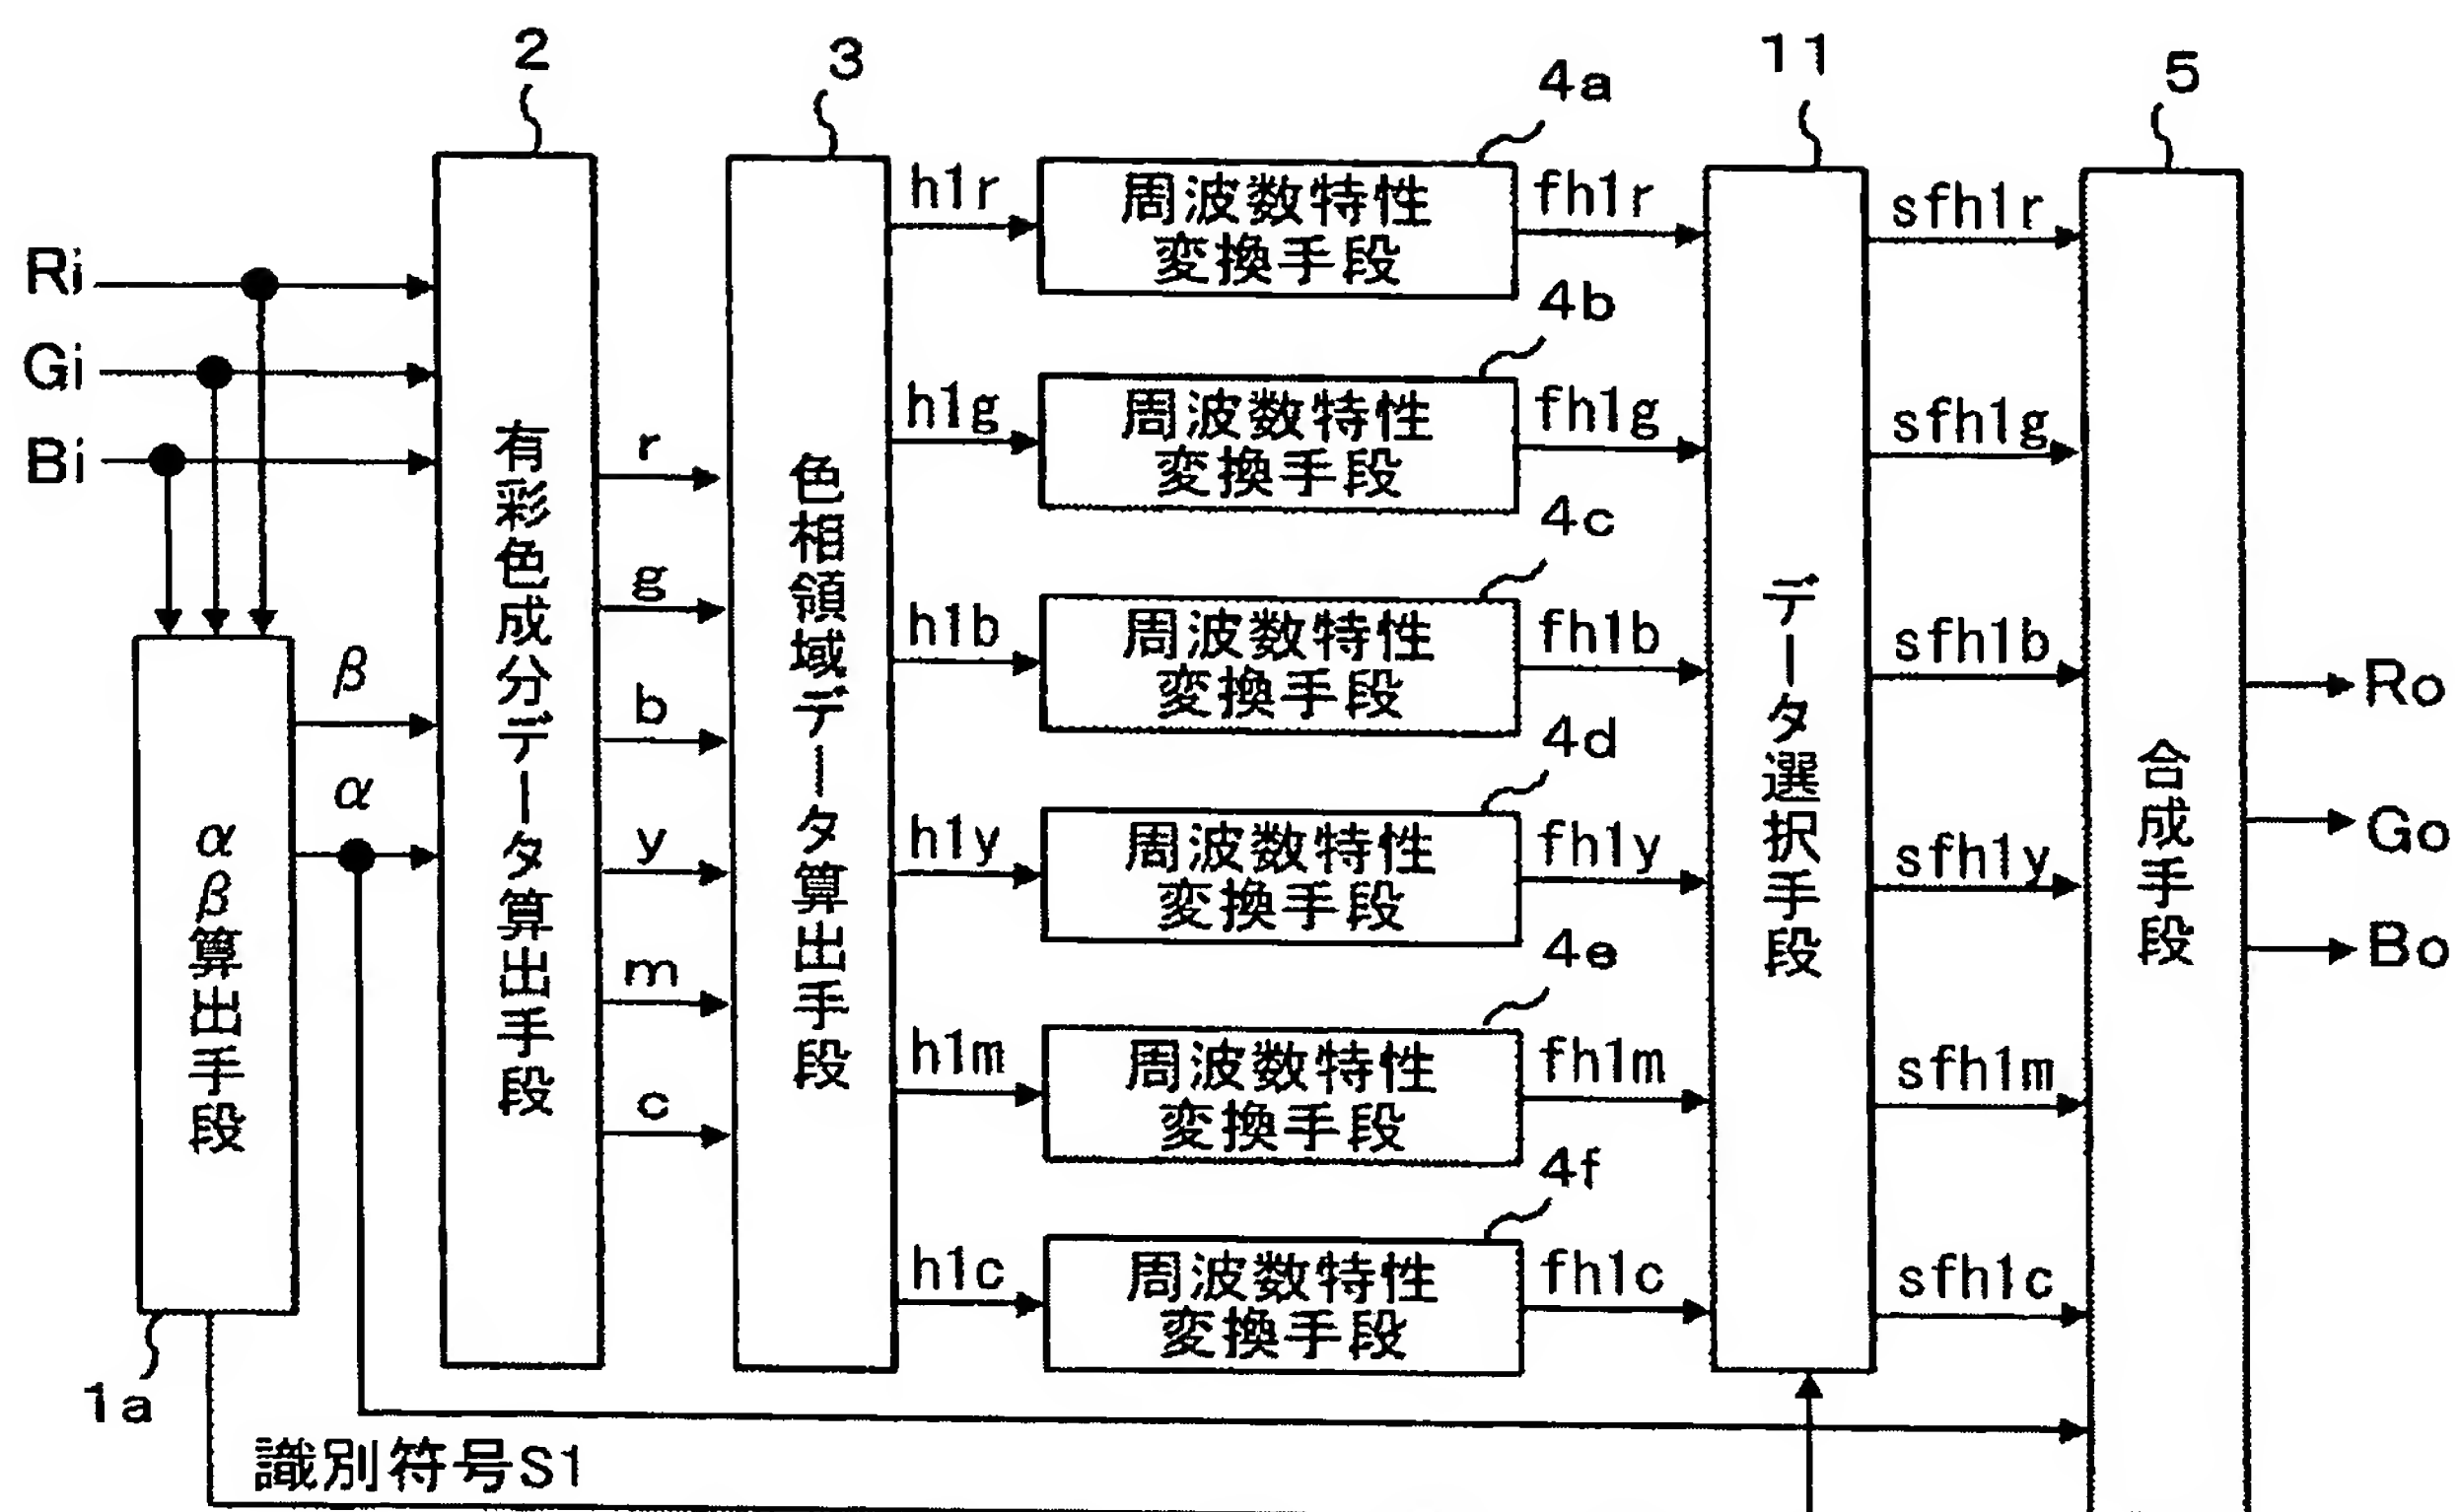 2
3
4a
11
5
Ri
Gi
Bi
β
α
αβ算出手段
1a
有彩色成分データ算出手段
r
g
b
y
m
c
色相領域データ算出手段
h1r
h1g
h1b
h1y
h1m
h1c
周波数特性
変換手段
4b
周波数特性
変換手段
4c
周波数特性
変換手段
4d
周波数特性
変換手段
4e
周波数特性
変換手段
4f
周波数特性
変換手段
fh1r
fh1g
fh1b
fh1y
fh1m
fh1c
データ選択手段
sfh1r
sfh1g
sfh1b
sfh1y
sfh1m
sfh1c
合成手段
Ro
Go
Bo
識別符号S1